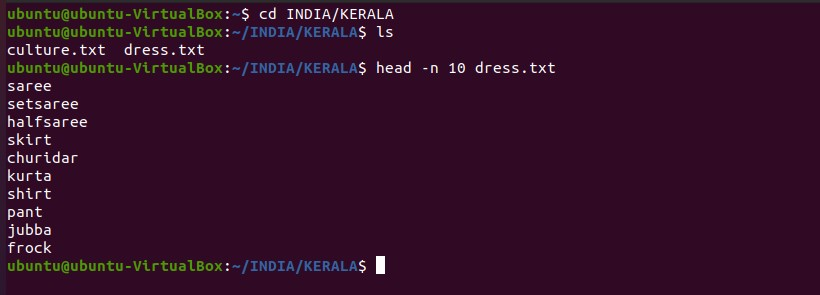 ubuntu@ubuntu-VirtualBox:~$ cd INDIA/KERALA
ubuntu@ubuntu-VirtualBox:~/INDIA/KERALA$ ls
culture.txt  dress.txt
ubuntu@ubuntu-VirtualBox:~/INDIA/KERALA$ head -n 10 dress.txt
saree
setsaree
halfsaree
skirt
churidar
kurta
shirt
pant
jubba
frock
ubuntu@ubuntu-VirtualBox:~/INDIA/KERALA$